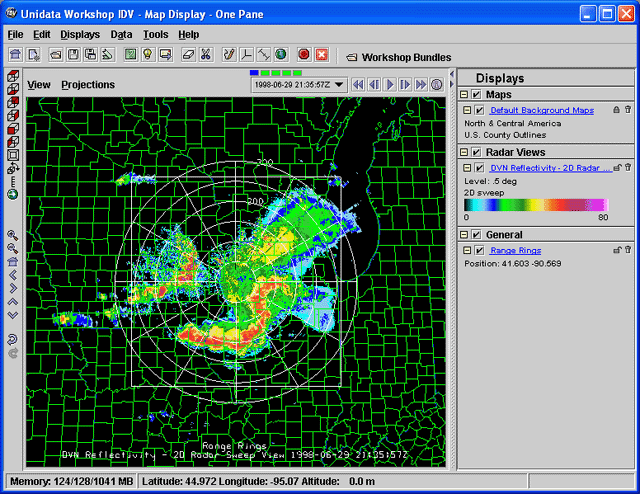 Unidata Workshop IDV - Map Display - One Pane
File Edit Displays Data Tools Help
Workshop Bundles
View Projections
1998-06-29 21:35:57Z
Displays
Maps
Default Background Maps
North & Central America
U.S. County Outlines
Radar Views
DVN Reflectivity - 2D Radar ...
Level: .5 deg
2D sweep
0 80
General
Range Rings
Position: 41.603 -90.569
300
200
Range Rings
DVN Reflectivity - 2D Radar Sweep View 1998-06-29 21:35:57Z
Memory: 124/128/1041 MB Latitude: 44.972 Longitude: -95.07 Altitude: 0.0 m